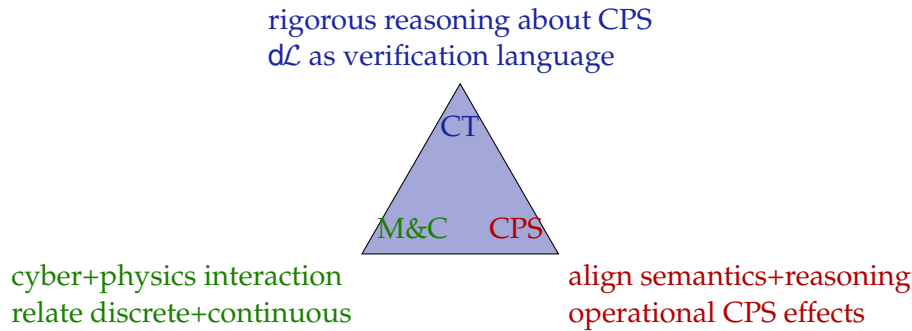 rigorous reasoning about CPS
dℒ as verification language
CT
M&C CPS
cyber+physics interaction
relate discrete+continuous
align semantics+reasoning
operational CPS effects